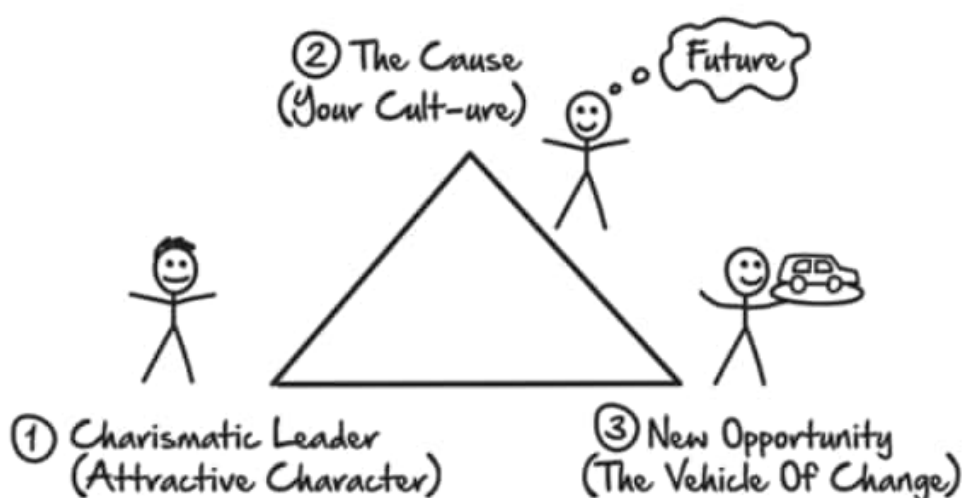 ② The Cause
(Your Cult-ure)
Future
① Charismatic Leader
(Attractive Character)
③ New Opportunity
(The Vehicle Of Change)